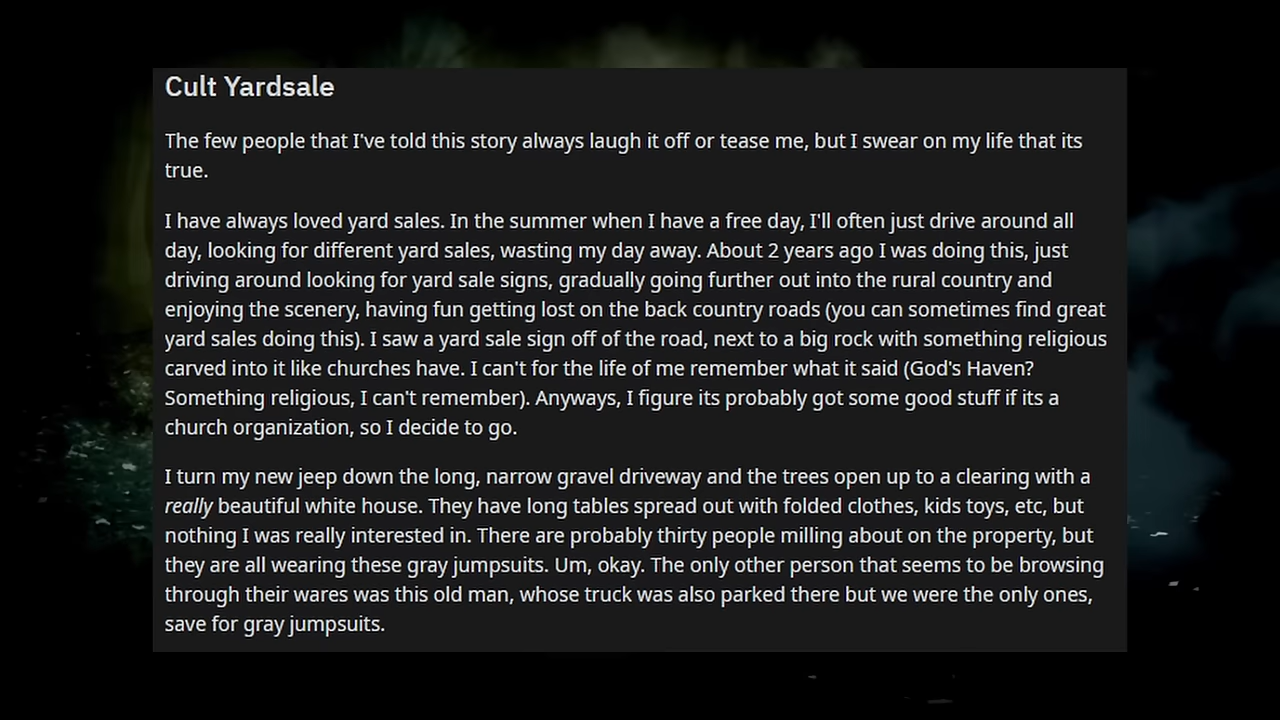 Cult Yardsale
The few people that I've told this story always laugh it off or tease me, but I swear on my life that its
true.
I have always loved yard sales. In the summer when I have a free day, I'll often just drive around all
day, looking for different yard sales, wasting my day away. About 2 years ago I was doing this, just
driving around looking for yard sale signs, gradually going further out into the rural country and
enjoying the scenery, having fun getting lost on the back country roads (you can sometimes find great
yard sales doing this). I saw a yard sale sign off of the road, next to a big rock with something religious
carved into it like churches have. I can't for the life of me remember what it said (God's Haven?
Something religious, I can't remember). Anyways, I figure its probably got some good stuff if its a
church organization, so I decide to go.
I turn my new jeep down the long, narrow gravel driveway and the trees open up to a clearing with a
really beautiful white house. They have long tables spread out with folded clothes, kids toys, etc, but
nothing I was really interested in. There are probably thirty people milling about on the property, but
they are all wearing these gray jumpsuits. Um, okay. The only other person that seems to be browsing
through their wares was this old man, whose truck was also parked there but we were the only ones,
save for gray jumpsuits.